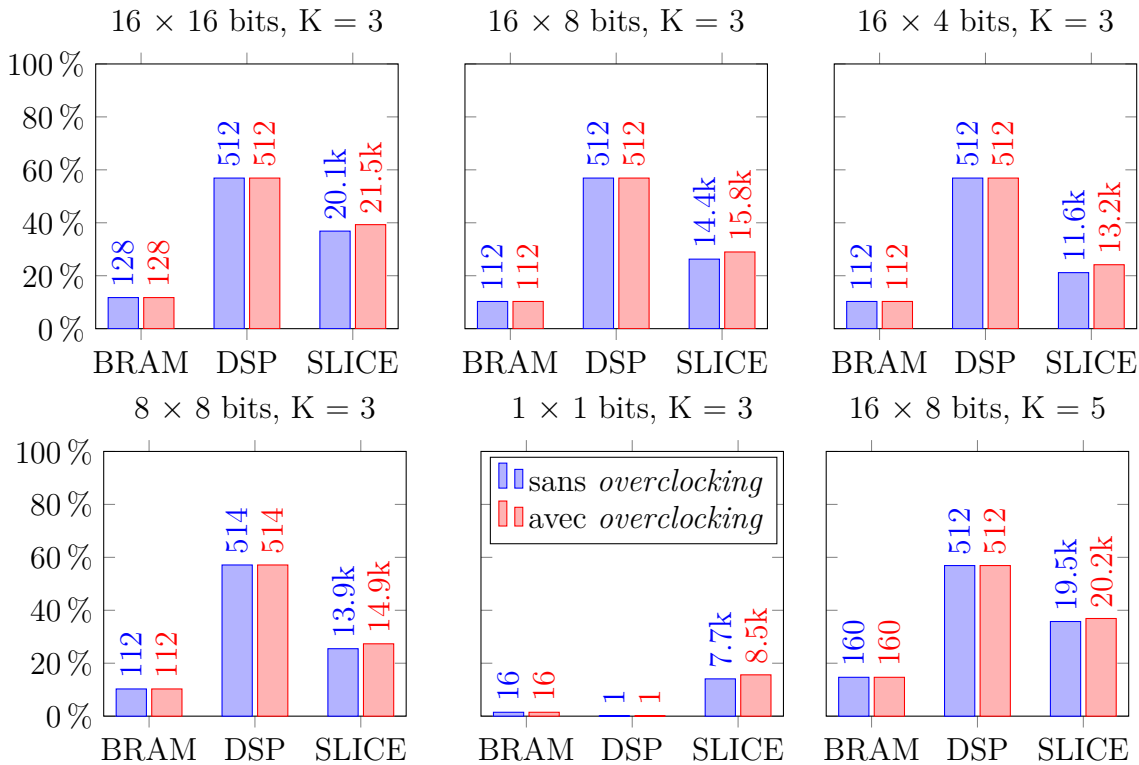 16 × 16 bits, K = 3
100 %
80 %
60 %
40 %
20 %
0 %
128
128
512
512
20.1k
21.5k
BRAM DSP SLICE
16 × 8 bits, K = 3
112
112
512
512
14.4k
15.8k
BRAM DSP SLICE
16 × 4 bits, K = 3
112
112
512
512
11.6k
13.2k
BRAM DSP SLICE
8 × 8 bits, K = 3
100 %
80 %
60 %
40 %
20 %
0 %
112
112
514
514
13.9k
14.9k
BRAM DSP SLICE
1 × 1 bits, K = 3
sans overclocking
avec overclocking
16
16
1
1
7.7k
8.5k
BRAM DSP SLICE
16 × 8 bits, K = 5
160
160
512
512
19.5k
20.2k
BRAM DSP SLICE